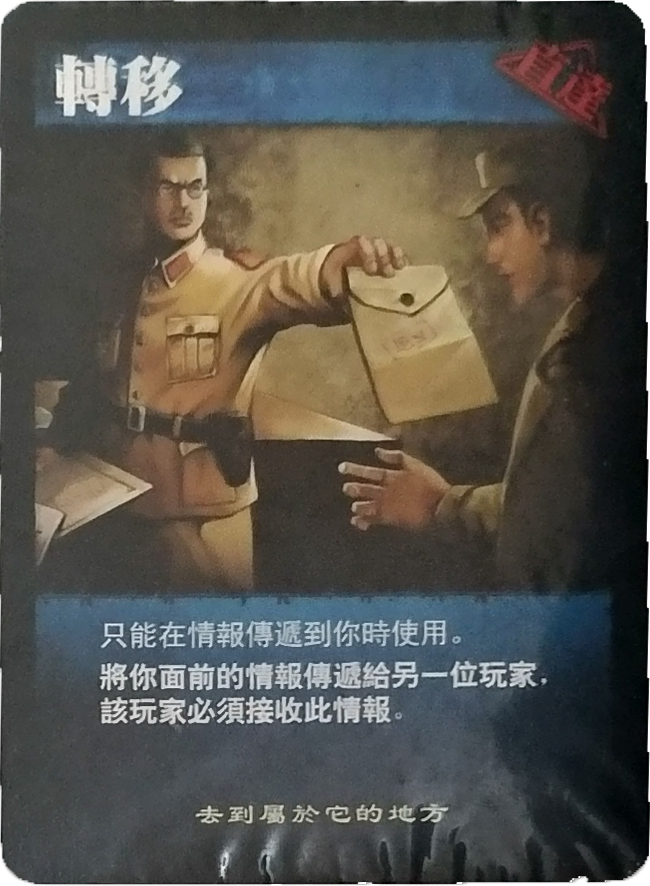 轉移
直達
只能在情報傳遞到你時使用。
將你面前的情報傳遞給另一位玩家，
該玩家必須接收此情報。
去到屬於它的地方